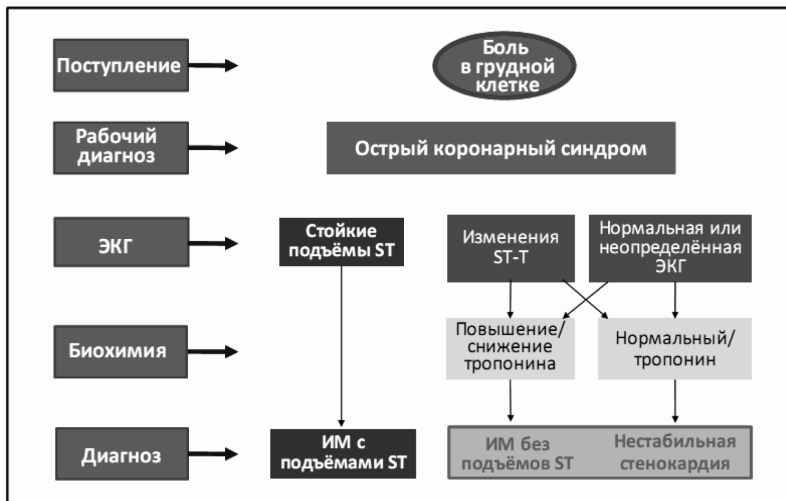 Поступление
Боль
в грудной
клетке
Рабочий
диагноз
Острый коронарный синдром
ЭКГ
Стойкие
подъёмы ST
Изменения
ST-T
Нормальная или
неопределённая
ЭКГ
Биохимия
Повышение/
снижение
тропонина
Нормальный/
тропонин
Диагноз
ИМ с
подъёмами ST
ИМ без
подъёмов ST
Нестабильная
стенокардия